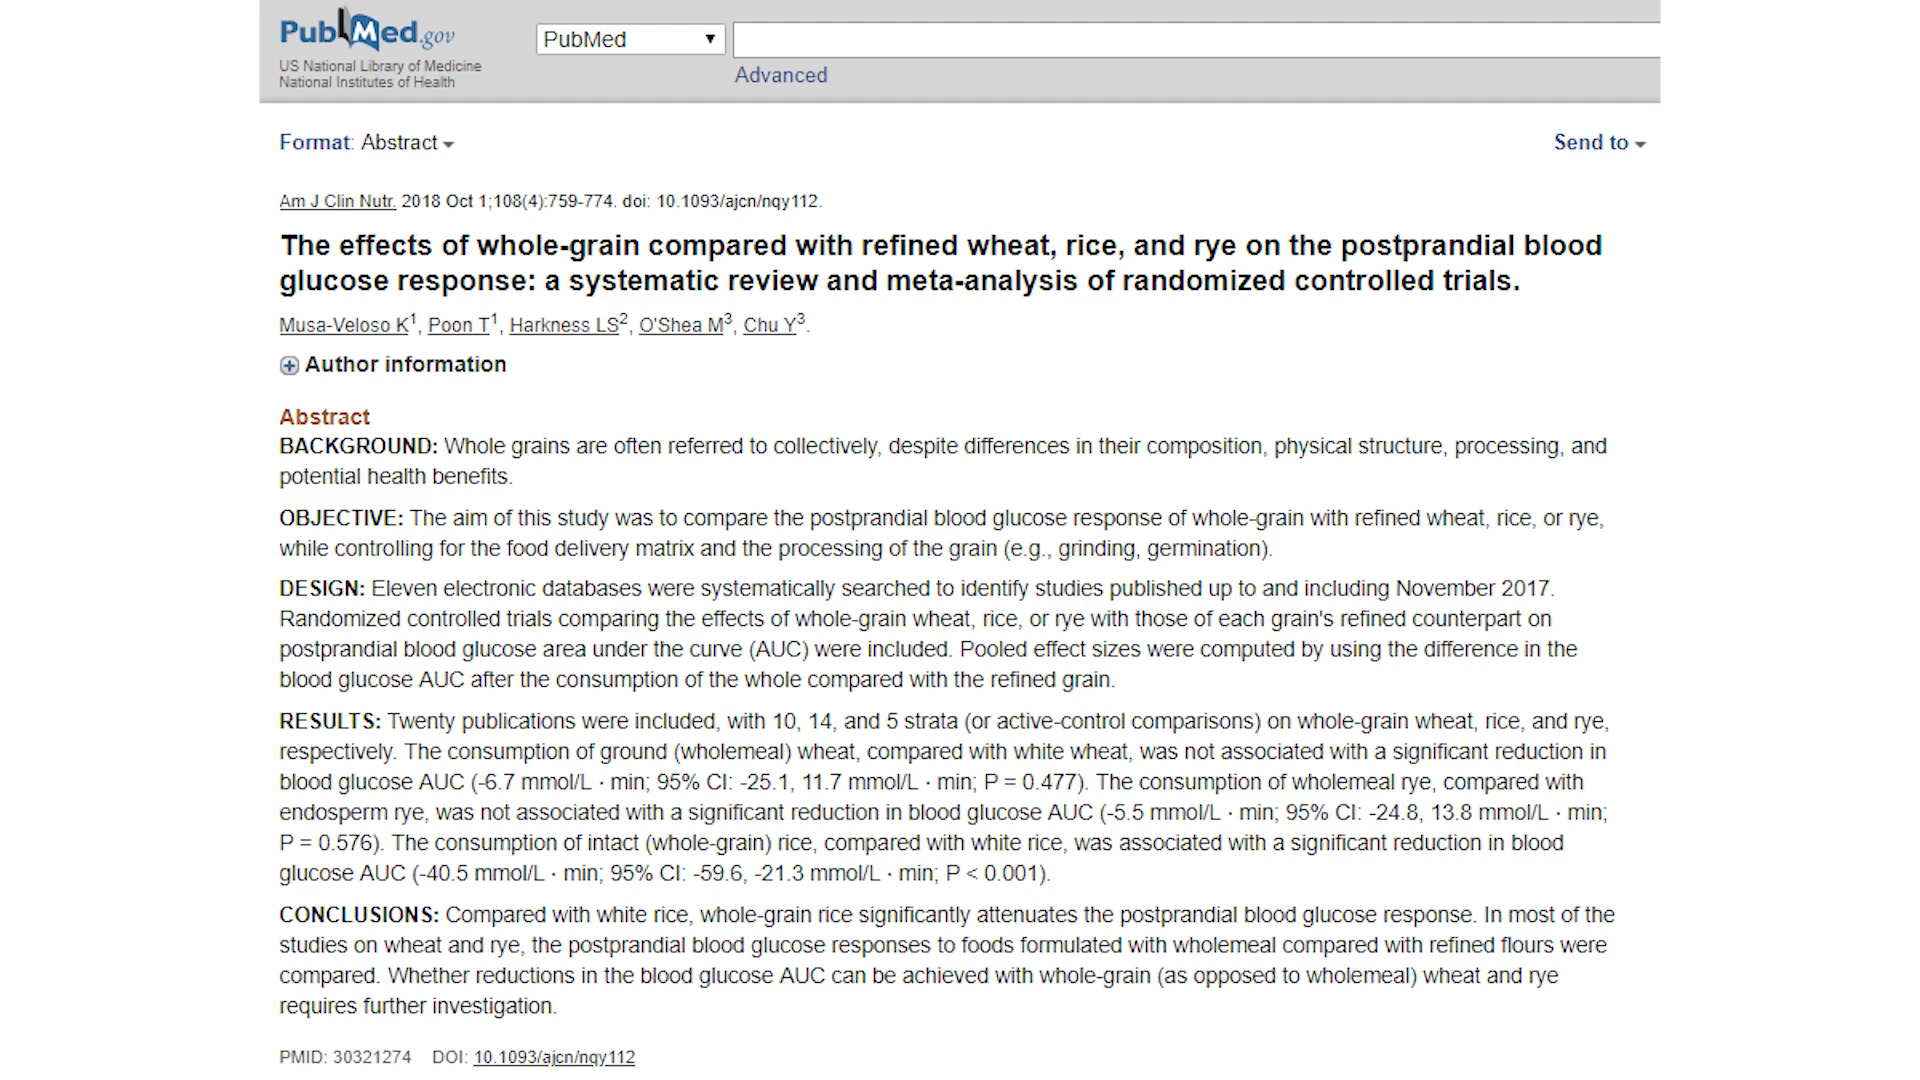 PubMed.gov
US National Library of Medicine
National Institutes of Health
PubMed
Advanced
Format: Abstract
Send to
Am J Clin Nutr. 2018 Oct 1;108(4):759-774. doi: 10.1093/ajcn/nqy112.
The effects of whole-grain compared with refined wheat, rice, and rye on the postprandial blood
glucose response: a systematic review and meta-analysis of randomized controlled trials.
Musa-Veloso K1, Poon T1, Harkness LS2, O'Shea M3, Chu Y3.
Author information
Abstract
BACKGROUND: Whole grains are often referred to collectively, despite differences in their composition, physical structure, processing, and
potential health benefits.
OBJECTIVE: The aim of this study was to compare the postprandial blood glucose response of whole-grain with refined wheat, rice, or rye,
while controlling for the food delivery matrix and the processing of the grain (e.g., grinding, germination).
DESIGN: Eleven electronic databases were systematically searched to identify studies published up to and including November 2017.
Randomized controlled trials comparing the effects of whole-grain wheat, rice, or rye with those of each grain's refined counterpart on
postprandial blood glucose area under the curve (AUC) were included. Pooled effect sizes were computed by using the difference in the
blood glucose AUC after the consumption of the whole compared with the refined grain.
RESULTS: Twenty publications were included, with 10, 14, and 5 strata (or active-control comparisons) on whole-grain wheat, rice, and rye,
respectively. The consumption of ground (wholemeal) wheat, compared with white wheat, was not associated with a significant reduction in
blood glucose AUC (-6.7 mmol/L · min; 95% CI: -25.1, 11.7 mmol/L · min; P = 0.477). The consumption of wholemeal rye, compared with
endosperm rye, was not associated with a significant reduction in blood glucose AUC (-5.5 mmol/L · min; 95% CI: -24.8, 13.8 mmol/L · min;
P = 0.576). The consumption of intact (whole-grain) rice, compared with white rice, was associated with a significant reduction in blood
glucose AUC (-40.5 mmol/L · min; 95% CI: -59.6, -21.3 mmol/L · min; P < 0.001).
CONCLUSIONS: Compared with white rice, whole-grain rice significantly attenuates the postprandial blood glucose response. In most of the
studies on wheat and rye, the postprandial blood glucose responses to foods formulated with wholemeal compared with refined flours were
compared. Whether reductions in the blood glucose AUC can be achieved with whole-grain (as opposed to wholemeal) wheat and rye
requires further investigation.
PMID: 30321274 DOI: 10.1093/ajcn/nqy112